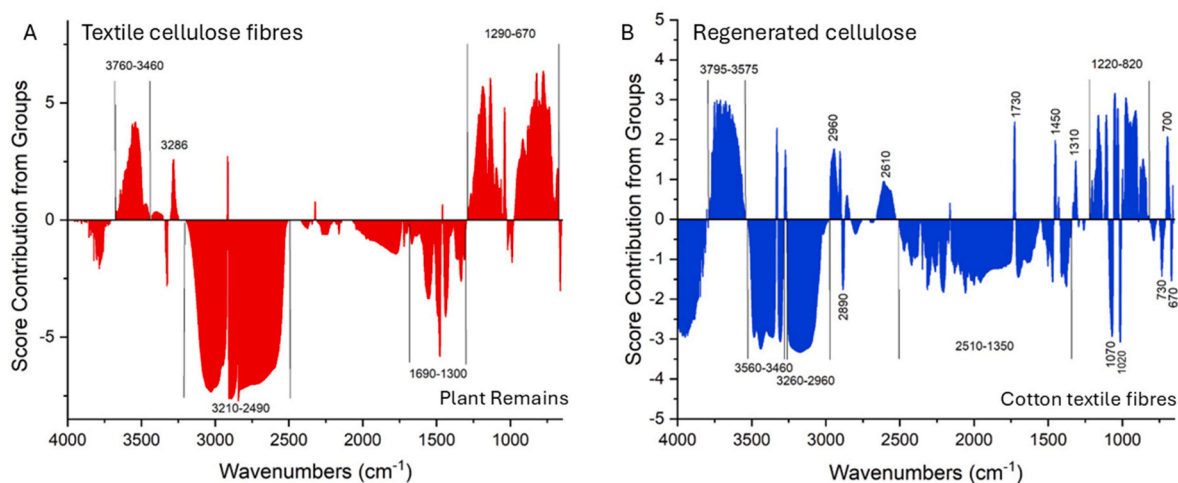 A
Textile cellulose fibres
1290-670
3760-3460
3286
5
0
-5
Score Contribution from Groups
1690-1300
3210-2490
Plant Remains
4000 3500 3000 2500 2000 1500 1000
Wavenumbers (cm-1)
B
Regenerated cellulose
3795-3575
1220-820
2960
2610
1730
1450
1310
700
5
4
3
2
1
0
-1
-2
-3
-4
-5
Score Contribution from Groups
2890
730
670
2510-1350
1070
1020
3560-3460
3260-2960
Cotton textile fibres
4000 3500 3000 2500 2000 1500 1000
Wavenumbers (cm-1)